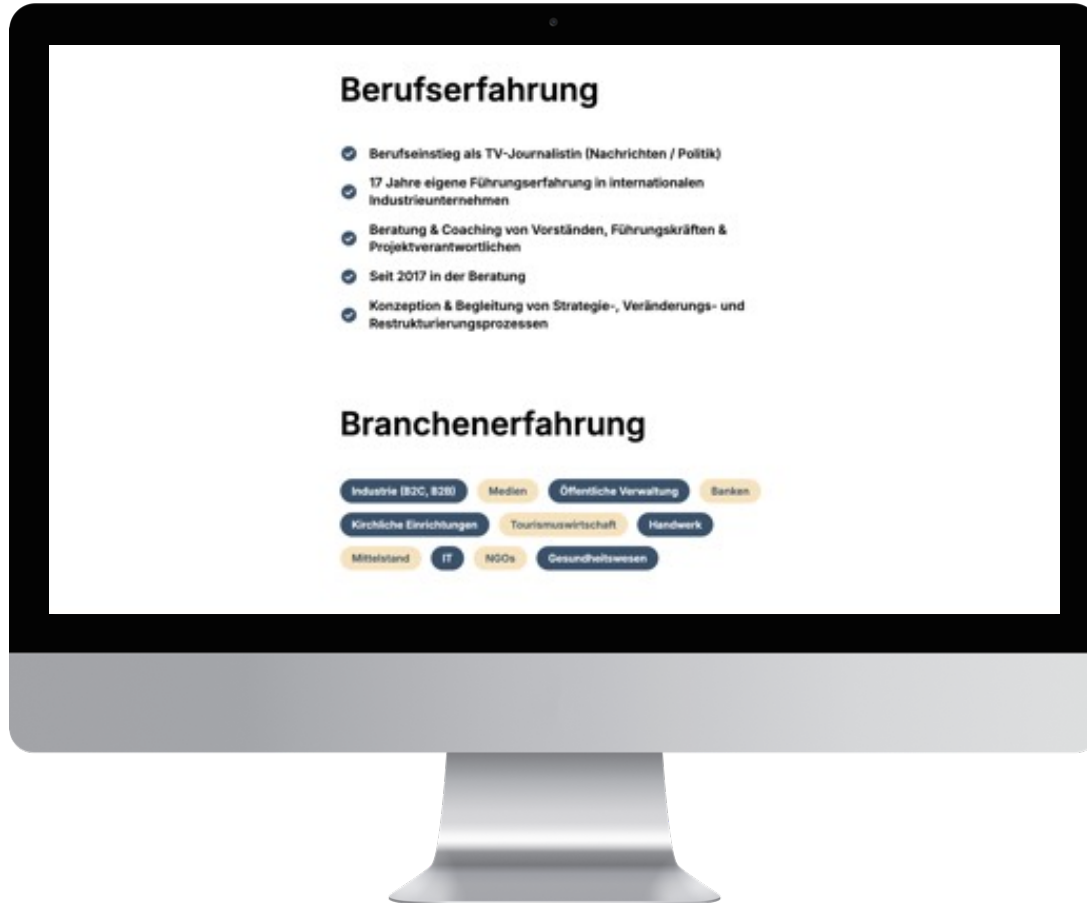 Berufserfahrung
Berufseinstieg als TV-Journalistin (Nachrichten / Politik)
17 Jahre eigene Führungserfahrung in internationalen
Industrieunternehmen
Beratung & Coaching von Vorständen, Führungskräften &
Projektverantwortlichen
Seit 2017 in der Beratung
Konzeption & Begleitung von Strategie-, Veränderungs- und
Restrukturierungsprozessen
Branchenerfahrung
Industrie (B2C, B2B) Medien Öffentliche Verwaltung Banken
Kirchliche Einrichtungen Tourismuswirtschaft Handwerk
Mittelstand IT NGOs Gesundheitswesen